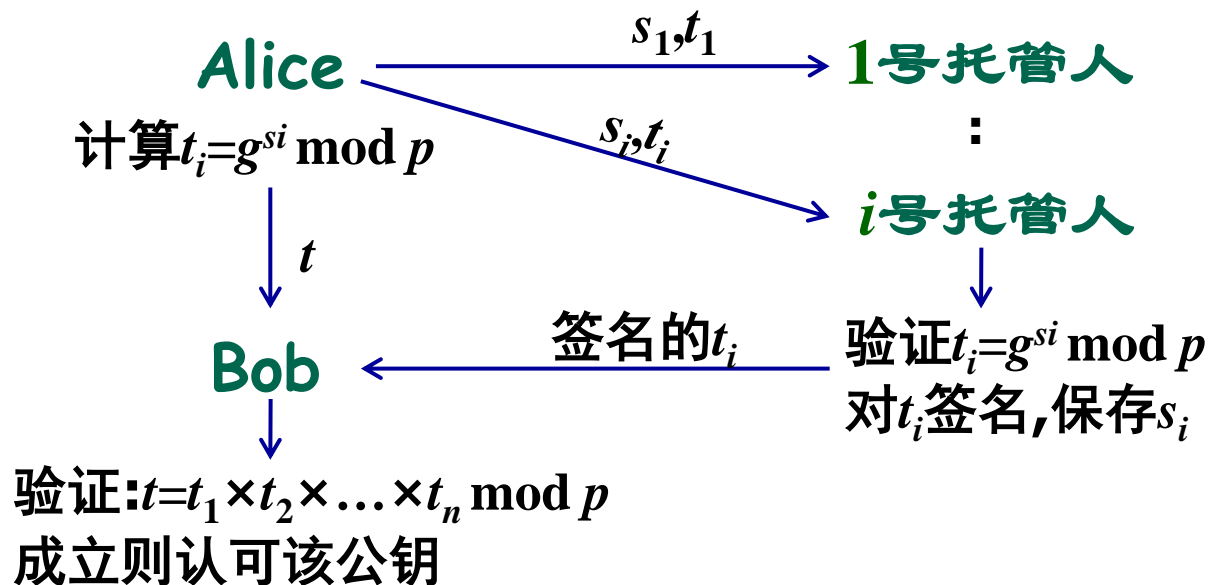 Alice
s₁,t₁
1号托管人
计算tᵢ=g^{si} mod p
sᵢ,tᵢ
:
i号托管人
t
签名的tᵢ
Bob
验证tᵢ=g^{si} mod p
对tᵢ签名,保存sᵢ
验证:t=t₁×t₂×…×tₙ mod p
成立则认可该公钥